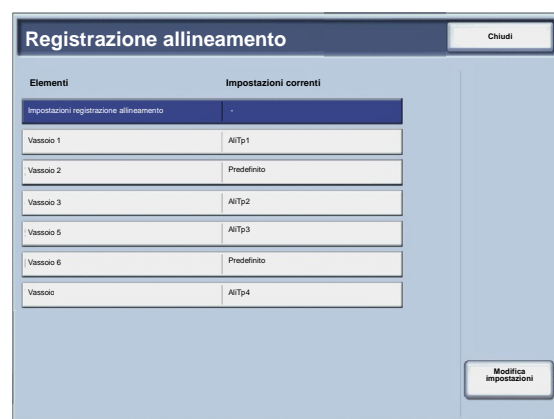 Registrazione allineamento
Chiudi
Elementi Impostazioni correnti
Impostazioni registrazione allineamento -
Vassoio 1 AliTp1
Vassoio 2 Predefinito
Vassoio 3 AliTp2
Vassoio 5 AliTp3
Vassoio 6 Predefinito
Vassoio AliTp4
Modifica
impostazioni